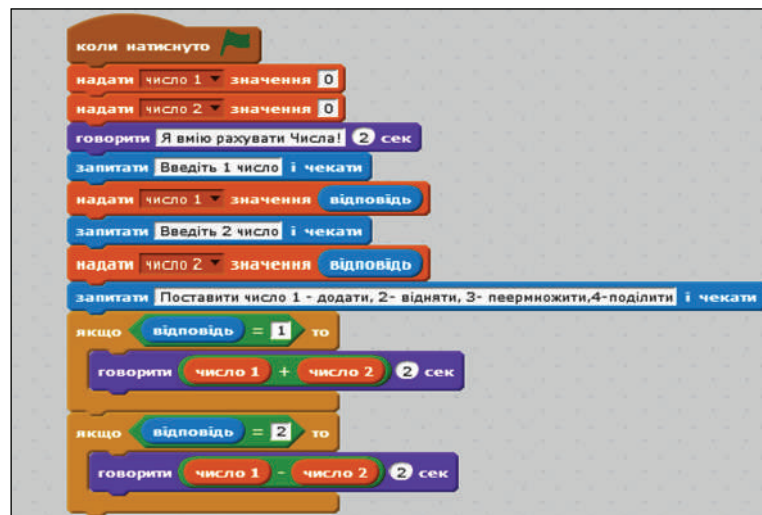 коли натиснуто
надати число 1 значення 0
надати число 2 значення 0
говорити Я вмію рахувати Числа! 2 сек
запитати Введіть 1 число і чекати
надати число 1 значення відповідь
запитати Введіть 2 число і чекати
надати число 2 значення відповідь
запитати Поставити число 1 - додати, 2- відняти, 3- пеермножити,4-поділити і чекати
якщо відповідь = 1 то
говорити число 1 + число 2 2 сек
якщо відповідь = 2 то
говорити число 1 - число 2 2 сек